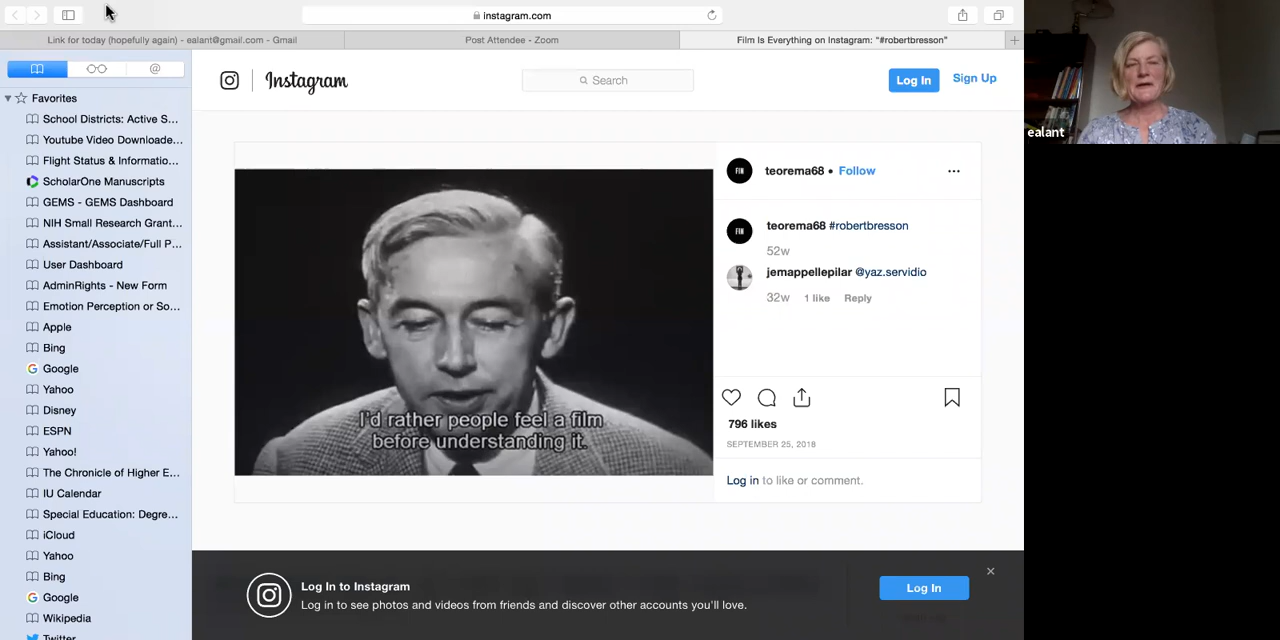 instagram.com
Link for today (hopefully again) - ealant@gmail.com - Gmail
Post Attendee - Zoom
Film Is Everything on Instagram: "#robertbresson"
Favorites
School Districts: Active S...
Youtube Video Downloade...
Flight Status & Informatio...
ScholarOne Manuscripts
GEMS - GEMS Dashboard
NIH Small Research Grant...
Assistant/Associate/Full P...
User Dashboard
AdminRights - New Form
Emotion Perception or So...
Apple
Bing
Google
Yahoo
Disney
ESPN
Yahoo!
The Chronicle of Higher E...
IU Calendar
Special Education: Degre...
iCloud
Yahoo
Bing
Google
Wikipedia
Twitter
Instagram
Search
Log In
Sign Up
I'd rather people feel a film
before understanding it.
FIM
teorema68 • Follow
FIM
teorema68 #robertbresson
52w
jemappellepilar @yaz.servidio
32w 1 like Reply
796 likes
SEPTEMBER 25, 2018
Log in to like or comment.
Log In to Instagram
Log in to see photos and videos from friends and discover other accounts you'll love.
Log In
ealant